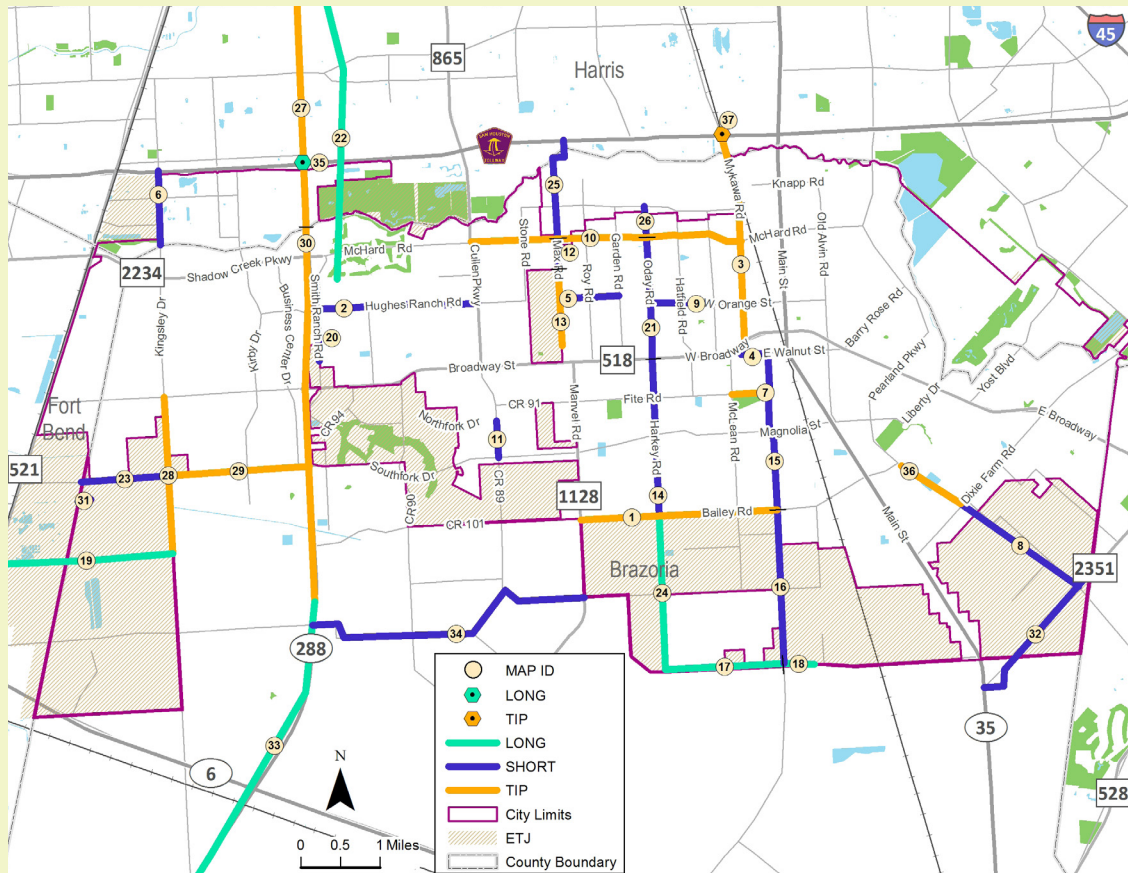 45
865
Harris
37
27
22
SAM HOUSTON
TOLLWAY
35
Mykawa Rd
6
25
Knapp Rd
26
Old Alvin Rd
30
McHard Rd
Stone Rd
10
Garden Rd
McHard Rd
2234
Shadow Creek Pkwy
Cullen Pkwy
12
Max Rd
Roy Rd
Oday Rd
3
Main St
Kingsley Dr
Business Center Dr
Smith Ranch Rd
2
Hughes Ranch Rd
5
Hatfield Rd
9
W Orange St
Barry Rose Rd
Kirby Dr
20
13
21
518
W Broadway
4
E Walnut St
Pearland Pkwy
Yost Blvd
Broadway St
Liberty Dr
Fort
Bend
CR 94
Northfork Dr
CR 91
Manvel Rd
Fite Rd
7
McLean Rd
E Broadway
11
Magnolia St
521
23
28
29
Southfork Dr
CR 89
Harkey Rd
15
36
Dixie Farm Rd
31
CR 90
1128
14
CR 101
1
Bailey Rd
Main St
19
Brazoria
8
2351
24
16
34
32
288
17
18
33
35
6
528
N
0 0.5 1 Miles
MAP ID
LONG
TIP
LONG
SHORT
TIP
City Limits
ETJ
County Boundary